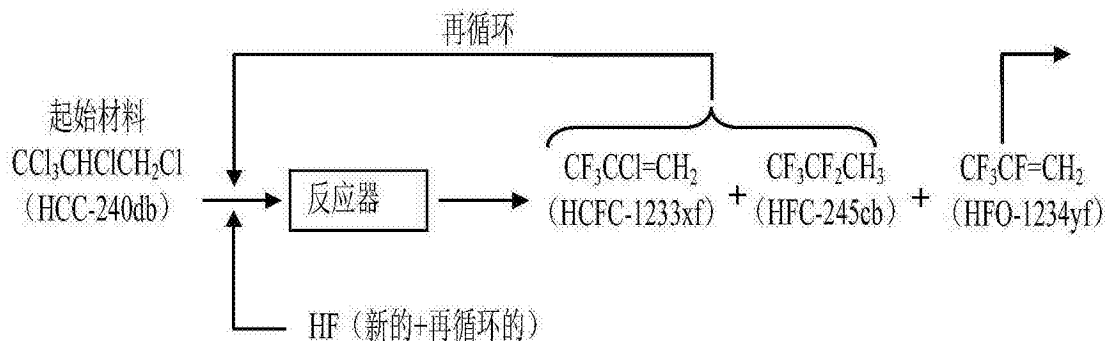 再循环
起始材料
CCl₃CHClCH₂Cl
（HCC-240db）
反应器
CF₃CCl=CH₂
（HCFC-1233xf）
+
CF₃CF₂CH₃
（HFC-245cb）
+
CF₃CF=CH₂
（HFO-1234yf）
HF（新的+再循环的）